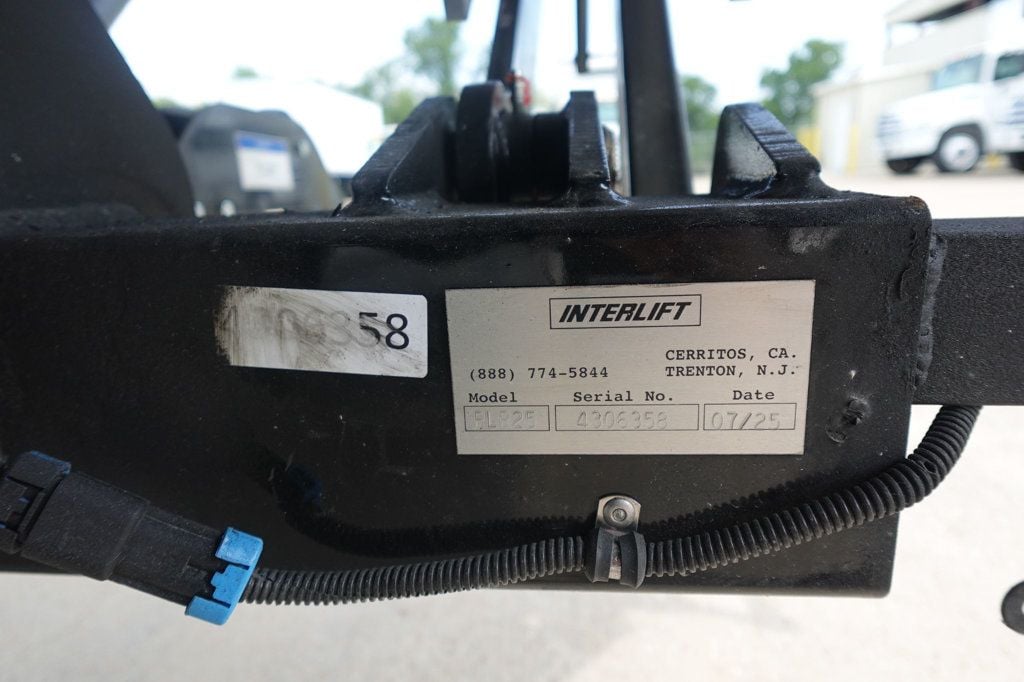 58
INTERLIFT
CERRITOS, CA.
(888) 774-5844 TRENTON, N.J.
Model Serial No. Date
4306358 07/25